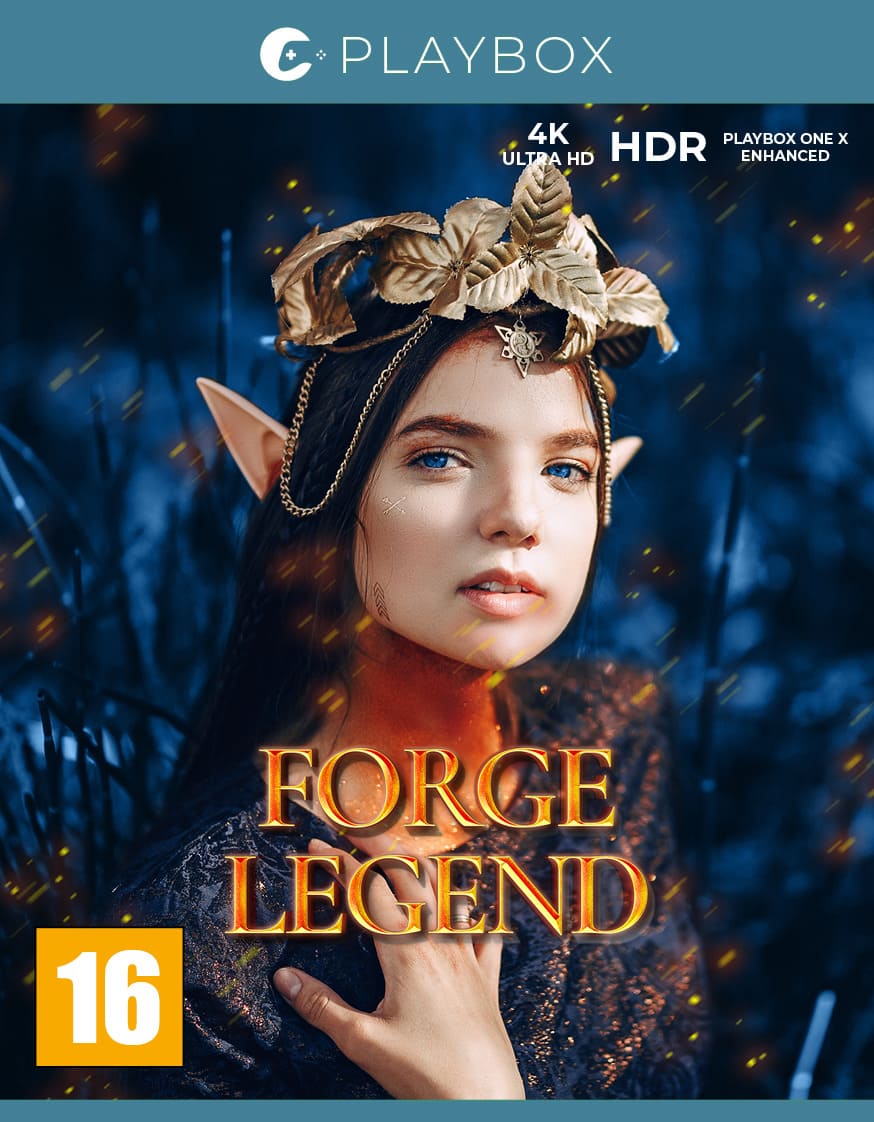 PLAYBOX
4K
ULTRA HD
HDR
PLAYBOX ONE X
ENHANCED
FORGE
LEGEND
16